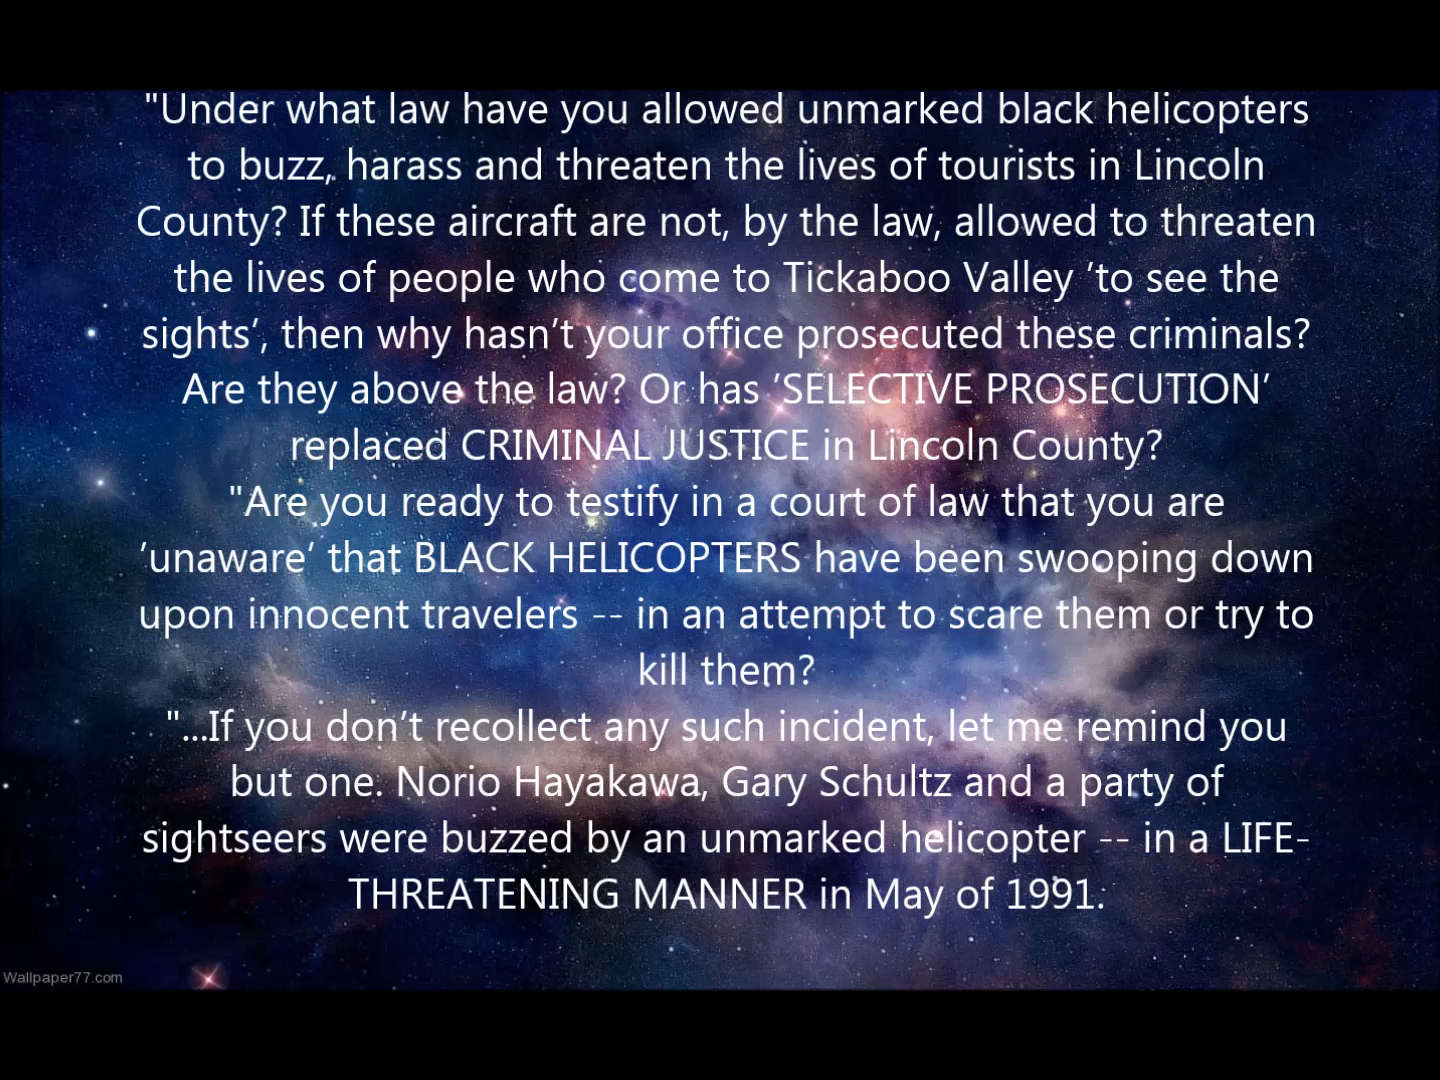 "Under what law have you allowed unmarked black helicopters
to buzz, harass and threaten the lives of tourists in Lincoln
County? If these aircraft are not, by the law, allowed to threaten
the lives of people who come to Tickaboo Valley ’to see the
sights’, then why hasn’t your office prosecuted these criminals?
Are they above the law? Or has ’SELECTIVE PROSECUTION’
replaced CRIMINAL JUSTICE in Lincoln County?
"Are you ready to testify in a court of law that you are
’unaware’ that BLACK HELICOPTERS have been swooping down
upon innocent travelers -- in an attempt to scare them or try to
kill them?
"...If you don’t recollect any such incident, let me remind you
but one. Norio Hayakawa, Gary Schultz and a party of
sightseers were buzzed by an unmarked helicopter -- in a LIFE-
THREATENING MANNER in May of 1991.
Wallpaper77.com